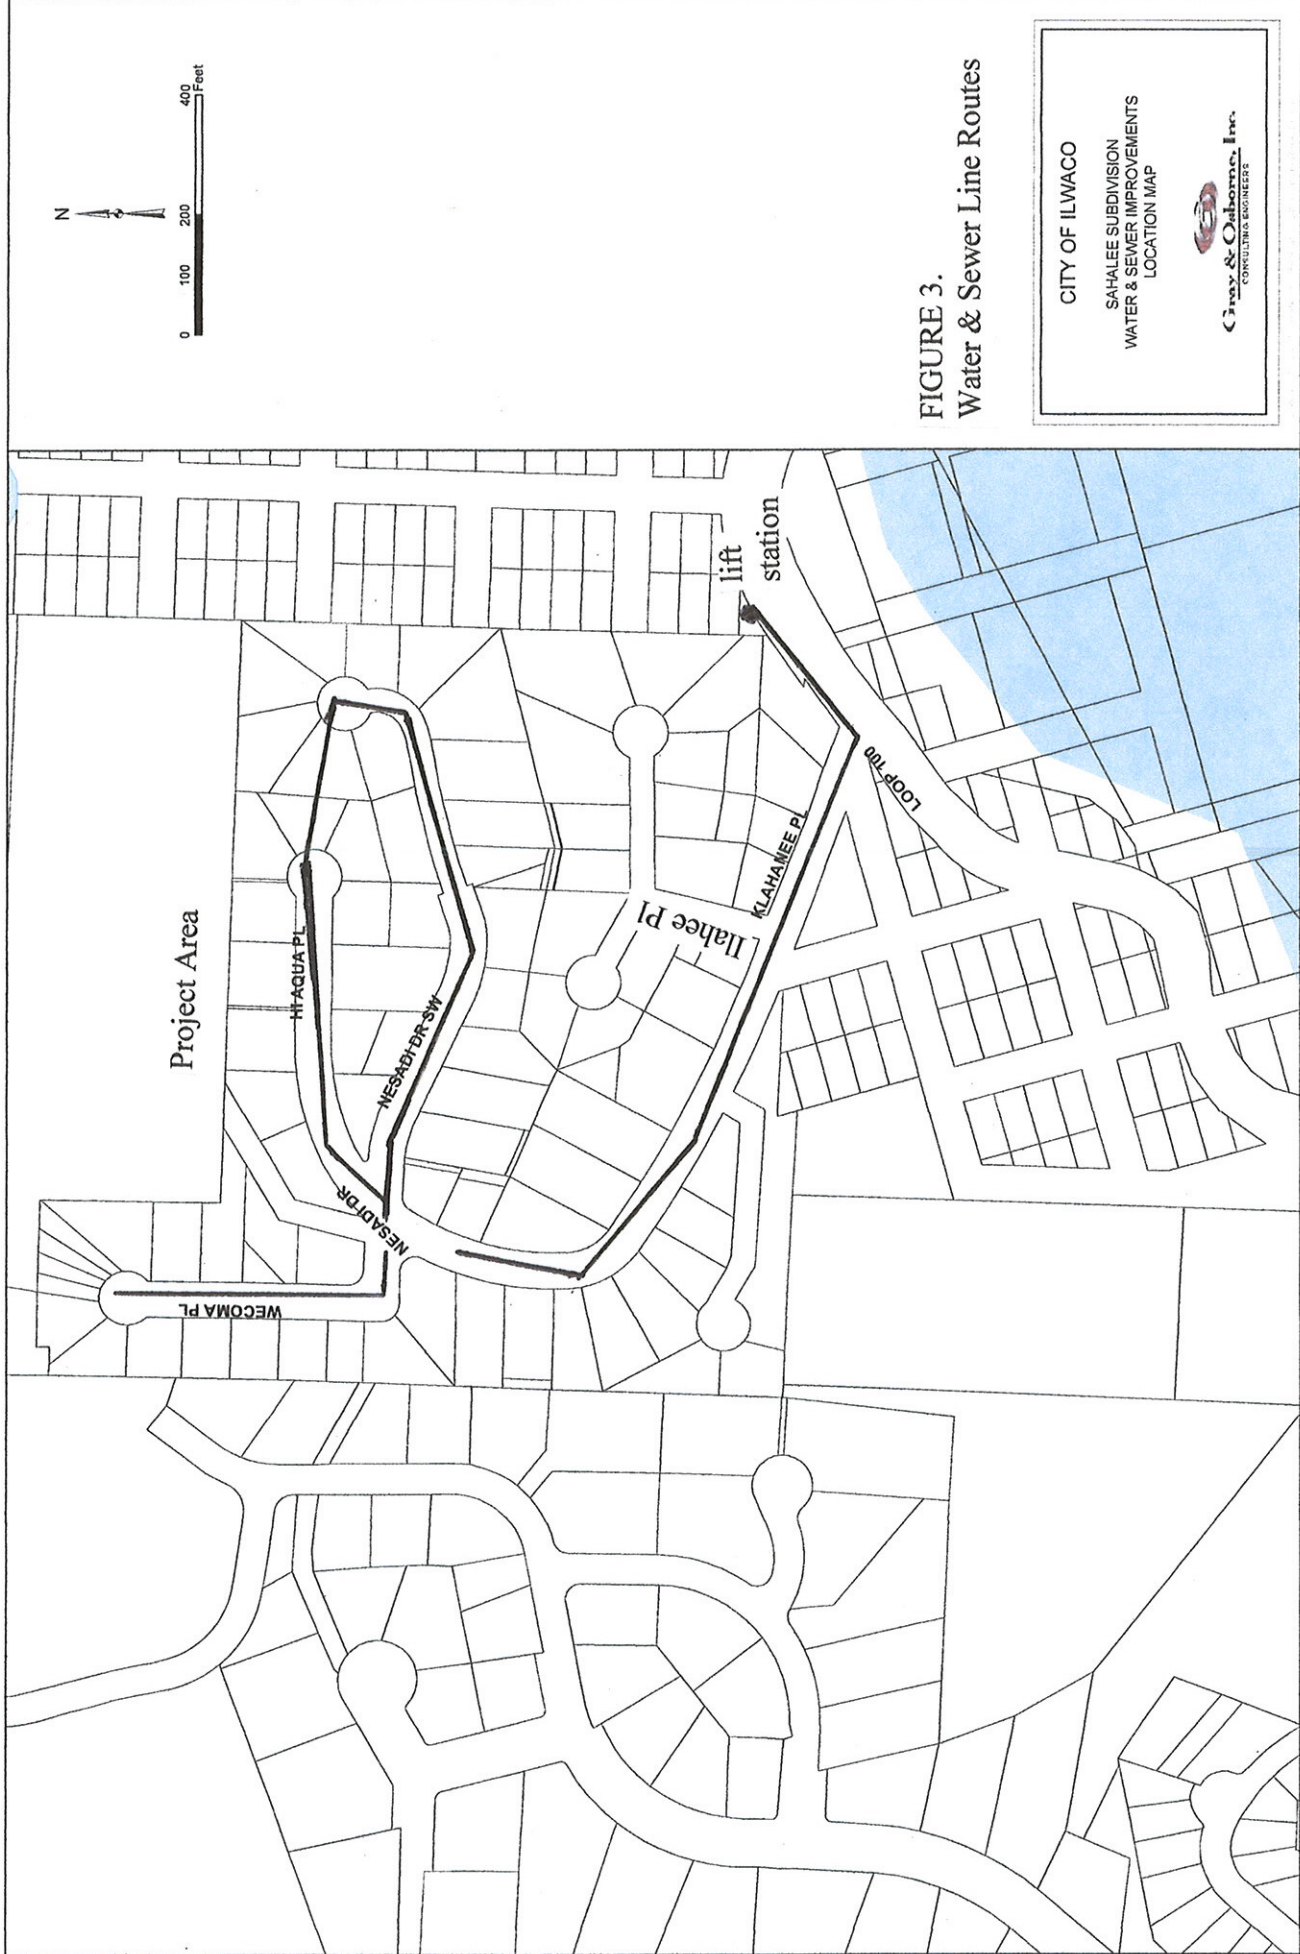 N
0 100 200 400
Feet
Project Area
HI AQUA PL
NESADI DR SW
NESADI DR
WECOMA PL
Ilahee Pl
KLAHANEE PL
LOOP 100
lift
station
FIGURE 3.
Water & Sewer Line Routes
CITY OF ILWACO
SAHALEE SUBDIVISION
WATER & SEWER IMPROVEMENTS
LOCATION MAP
Gray & Osborne, Inc.
CONSULTING ENGINEERS